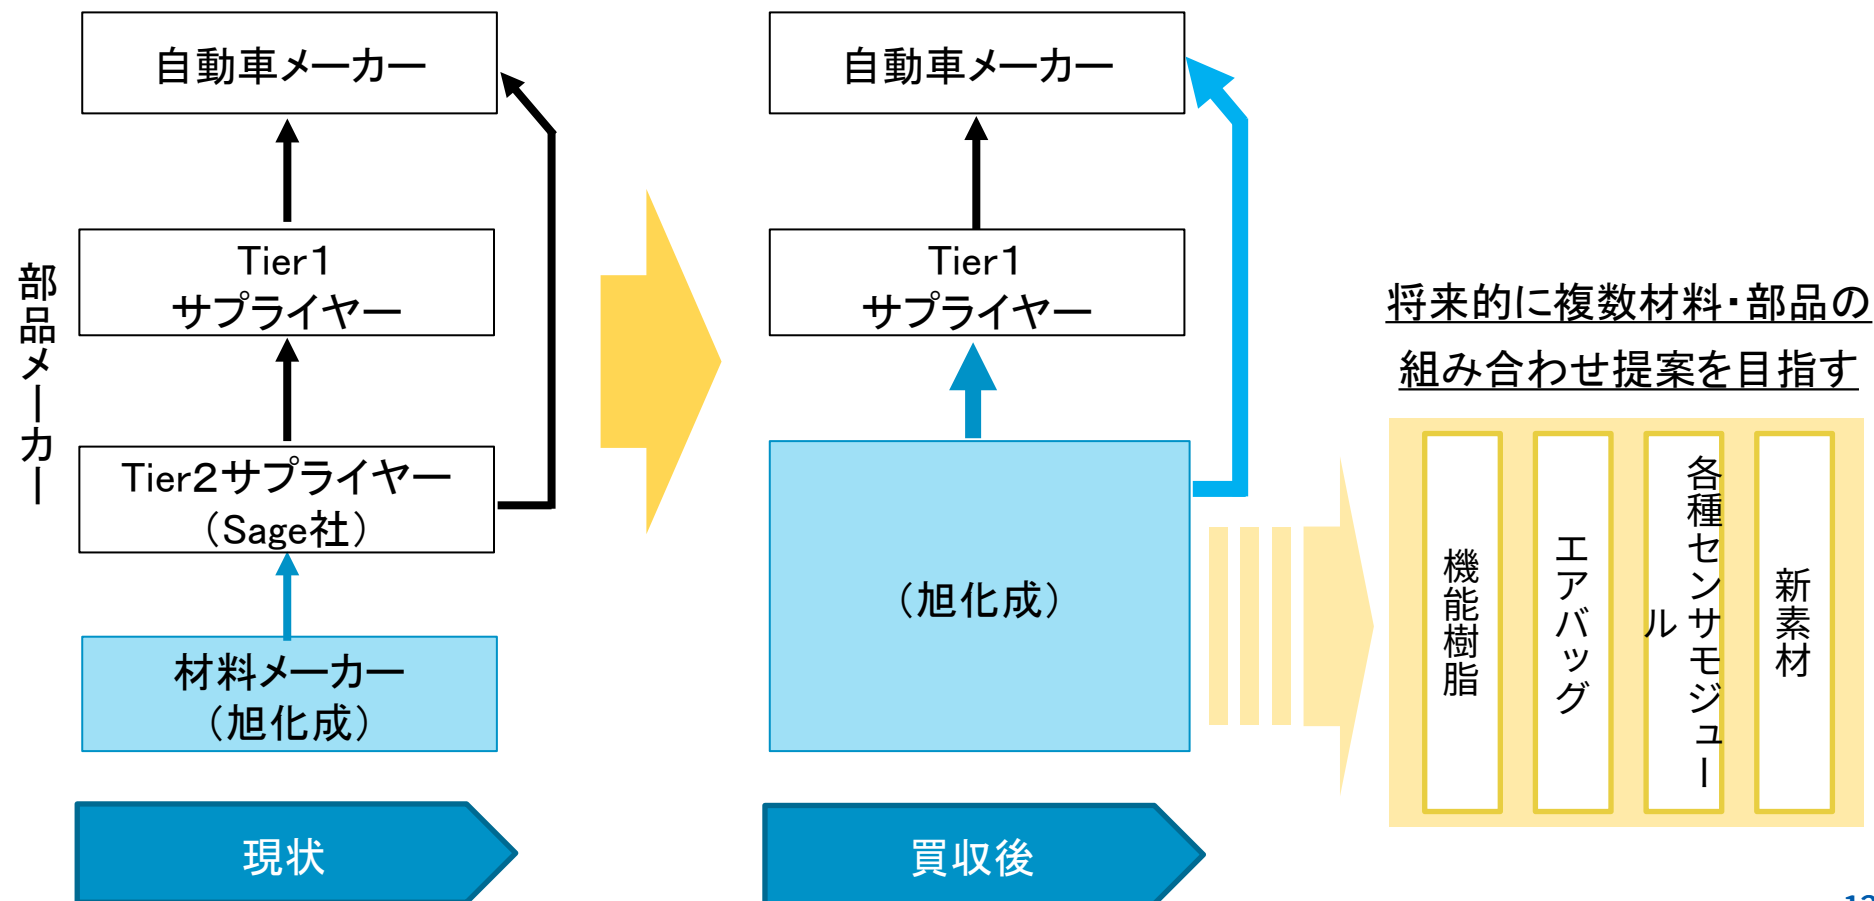 自動車メーカー
部品メーカー
Tier1
サプライヤー
Tier2サプライヤー
（Sage社）
材料メーカー
（旭化成）
現状
自動車メーカー
Tier1
サプライヤー
（旭化成）
買収後
将来的に複数材料・部品の
組み合わせ提案を目指す
機能樹脂
エアバッグ
各種センサモジュー
ル
新素材